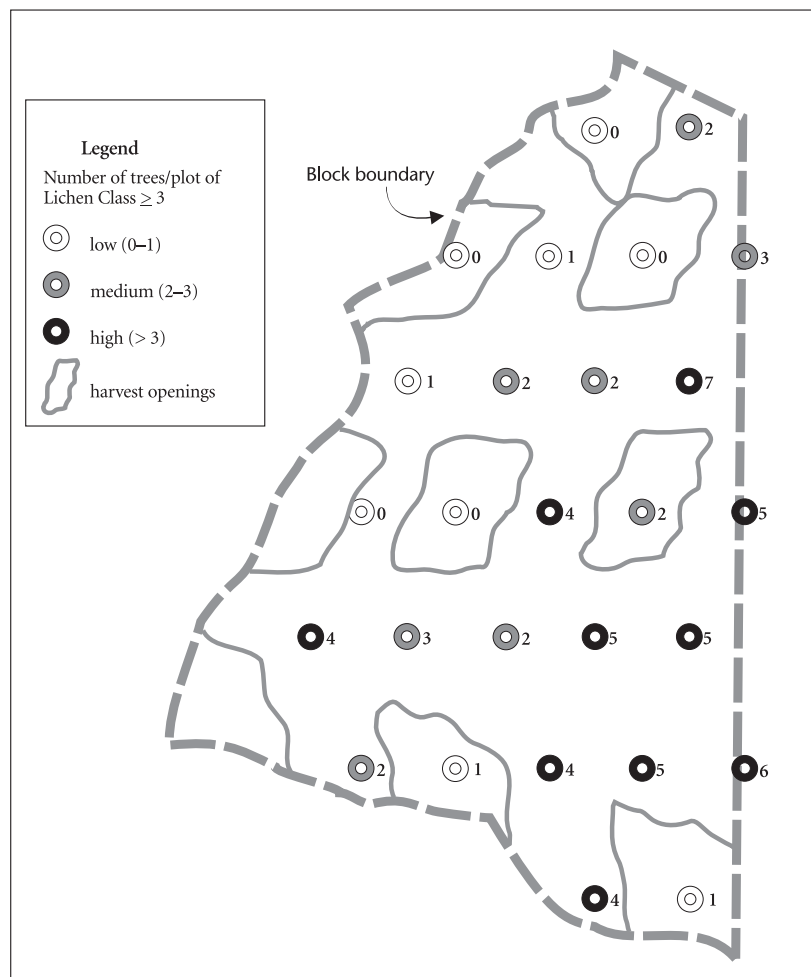 Legend
Number of trees/plot of
Lichen Class ≥ 3
low (0–1)
medium (2–3)
high (> 3)
harvest openings
Block boundary
0 2
0 1 0 3
1 2 2 7
0 0 4 2 5
4 3 2 5 5
2 1 4 5 6
4 1